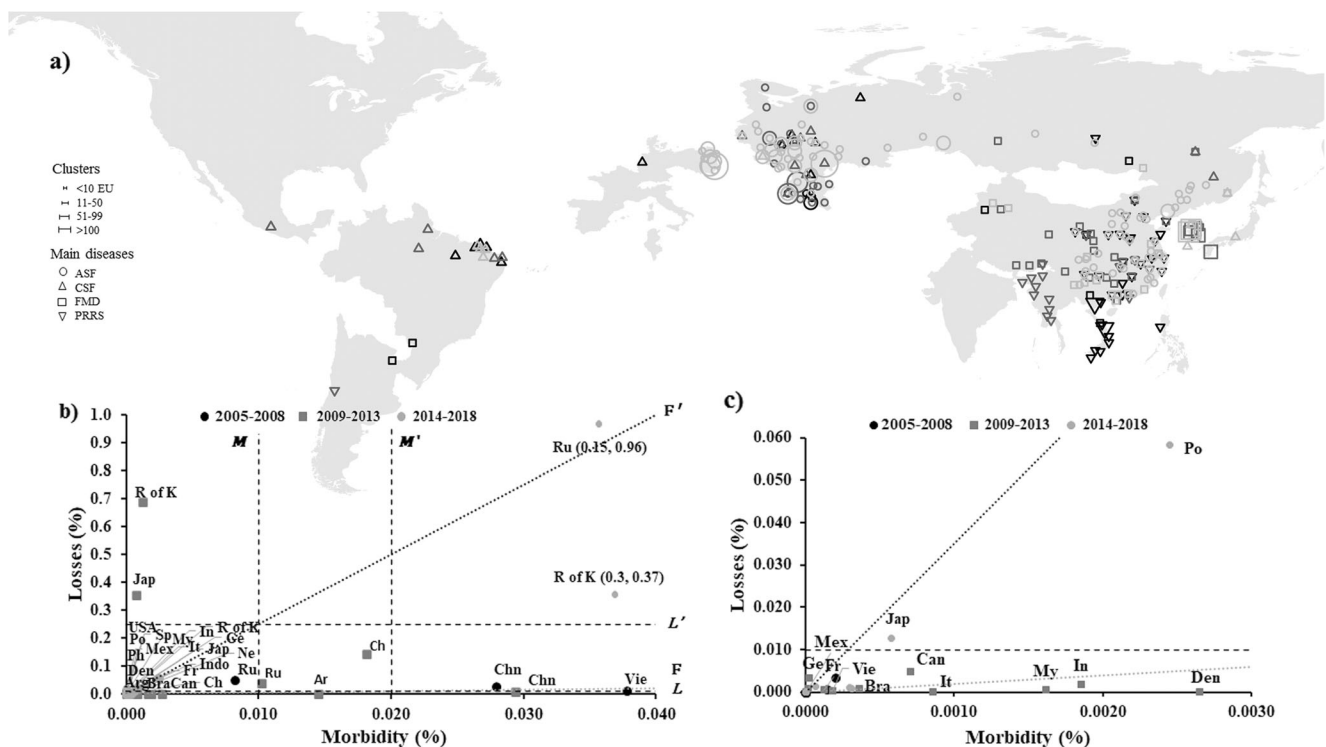 a)
Clusters
<10 EU
11-50
51-99
>100
Main diseases
ASF
CSF
FMD
PRRS
b)
2005-2008 2009-2013 2014-2018
F'
M M'
Ru (0.15, 0.96)
R of K
R of K (0.3, 0.37)
Jap
L'
USA
Po Sp My In R of K
Mex It Jap Ge
Ph Ne
Den Fr Indo Ru Ru
Arg Bra Can Ch
Ch
Ar
Chn
Chn
Vie
F
L
Losses (%)
1.0
0.9
0.8
0.7
0.6
0.5
0.4
0.3
0.2
0.1
0.0
0.000 0.010 0.020 0.030 0.040
Morbidity (%)
c)
2005-2008 2009-2013 2014-2018
Po
Jap
Mex
Ge Fr Vie Can
Bra It My In Den
Losses (%)
0.060
0.050
0.040
0.030
0.020
0.010
0.000
0.0000 0.0010 0.0020 0.0030
Morbidity (%)